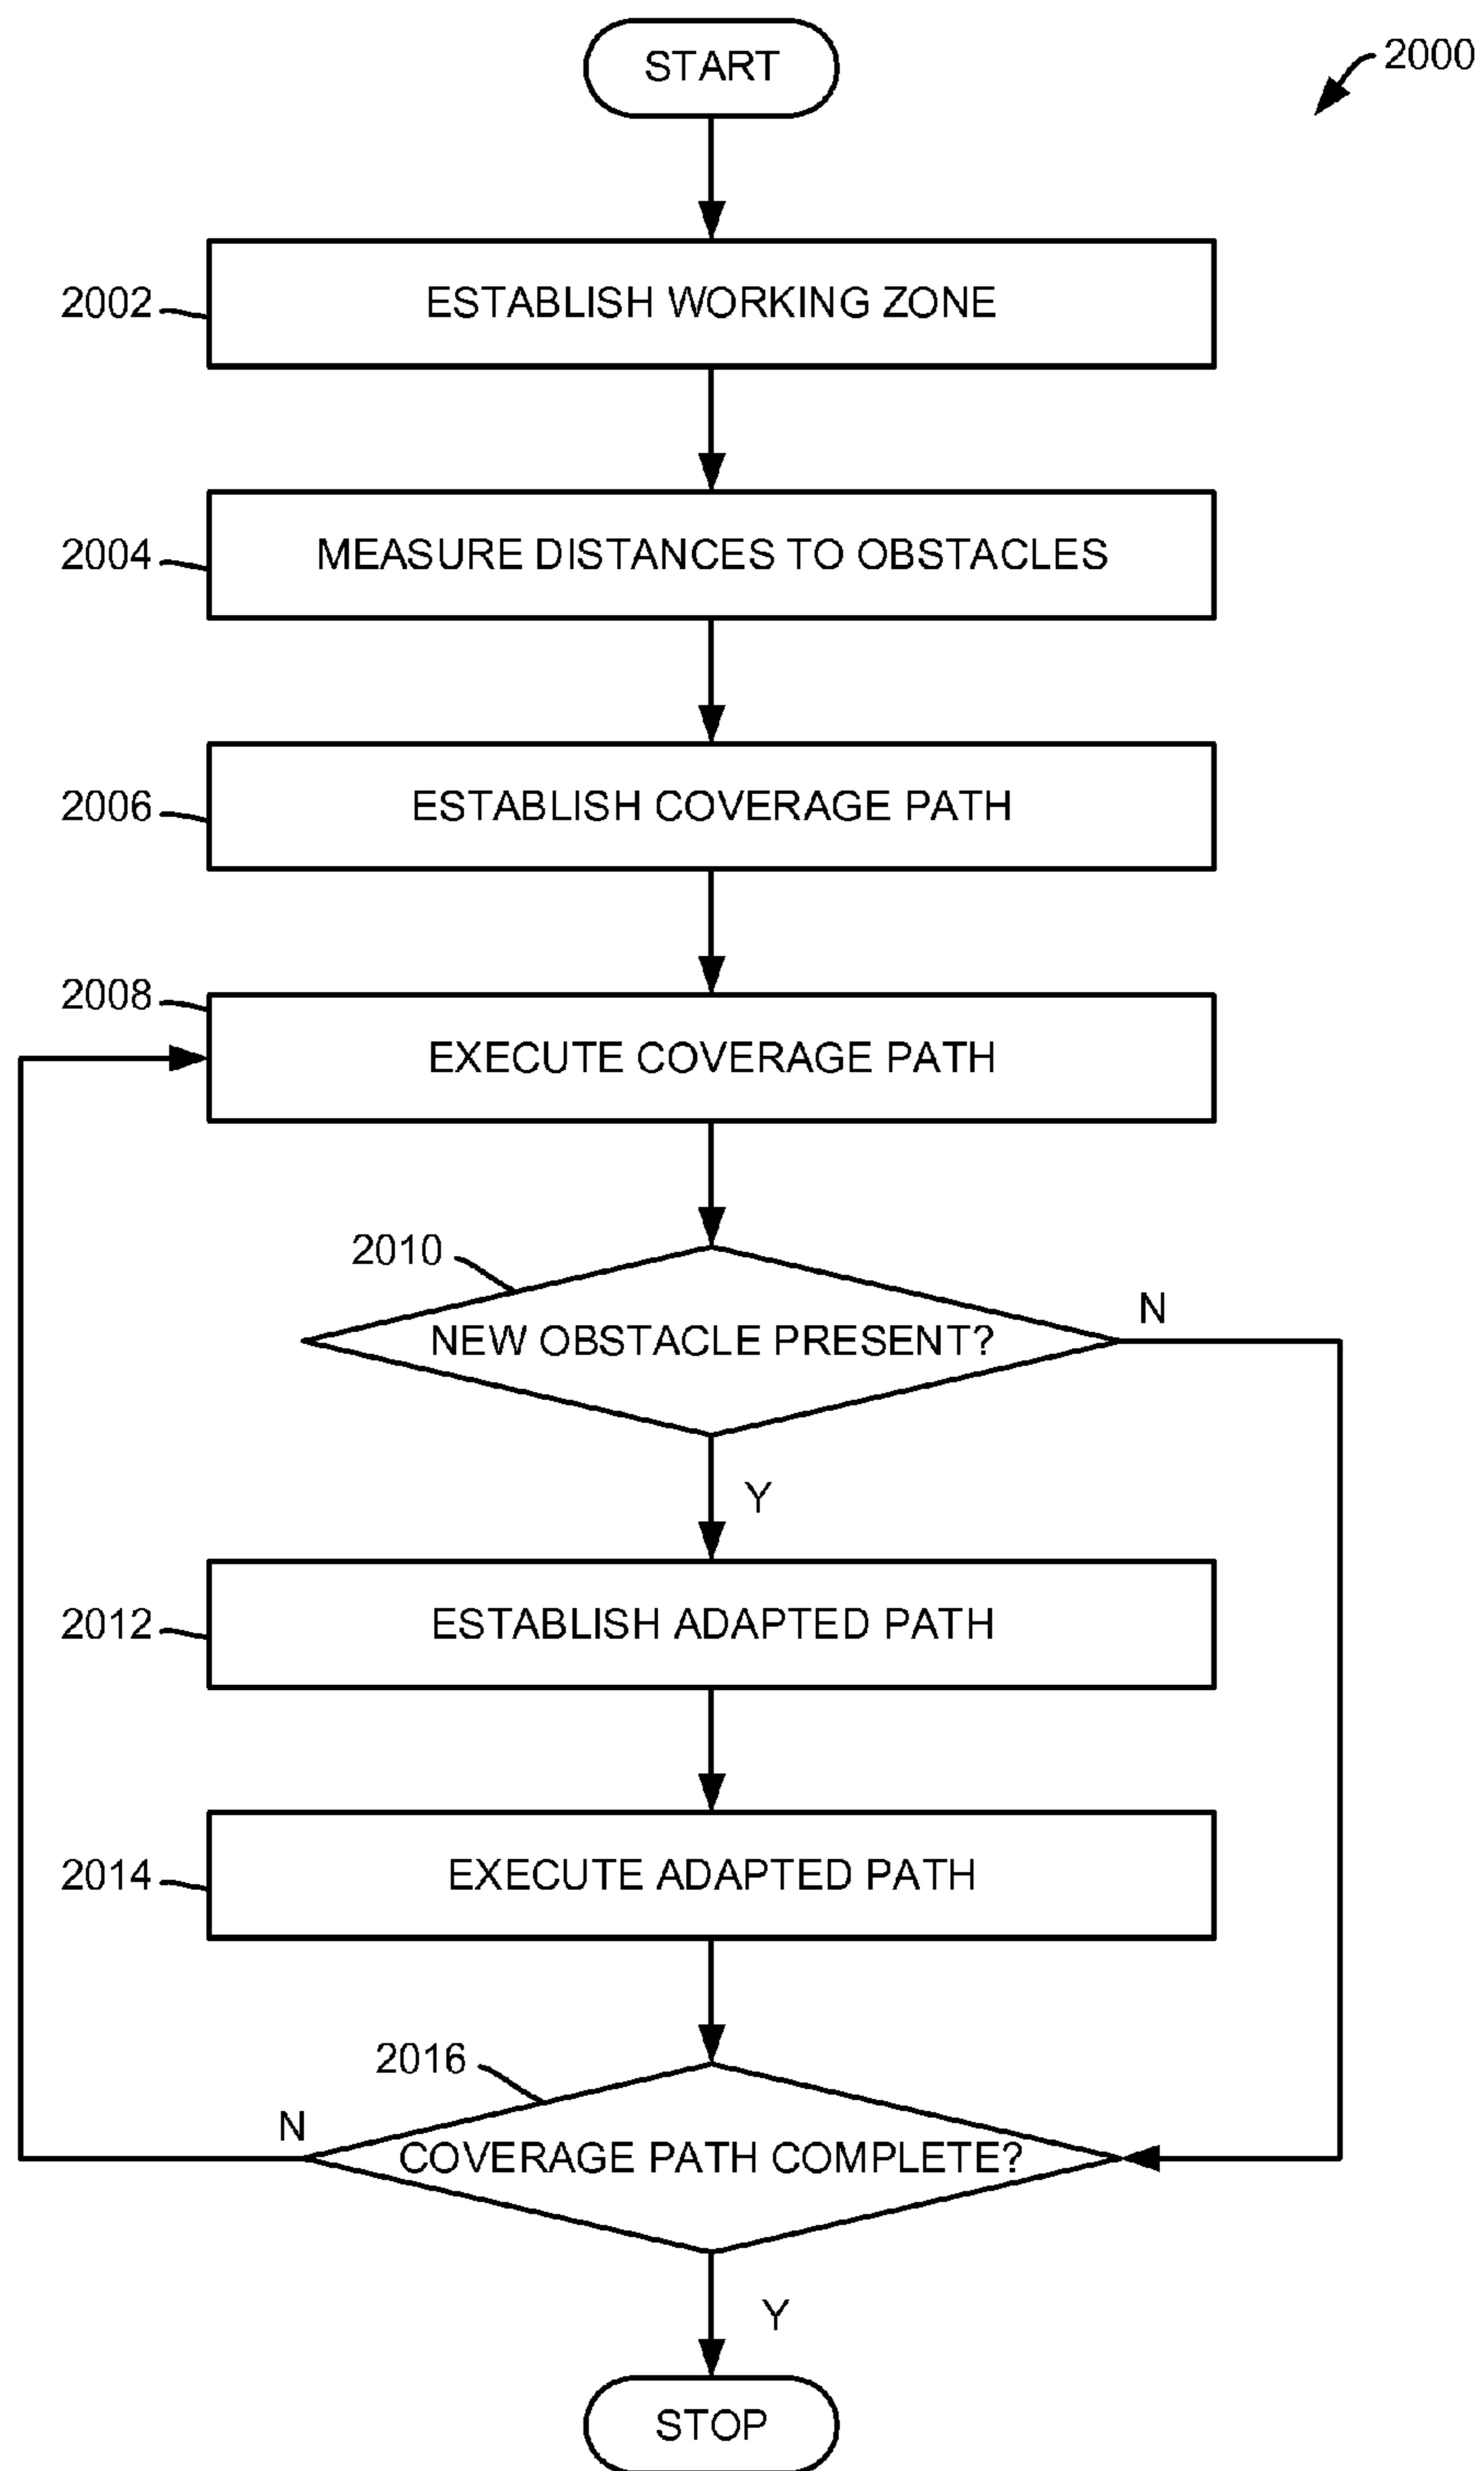 START
2000
2002
ESTABLISH WORKING ZONE
2004
MEASURE DISTANCES TO OBSTACLES
2006
ESTABLISH COVERAGE PATH
2008
EXECUTE COVERAGE PATH
2010
NEW OBSTACLE PRESENT?
N
Y
2012
ESTABLISH ADAPTED PATH
2014
EXECUTE ADAPTED PATH
2016
N
COVERAGE PATH COMPLETE?
Y
STOP